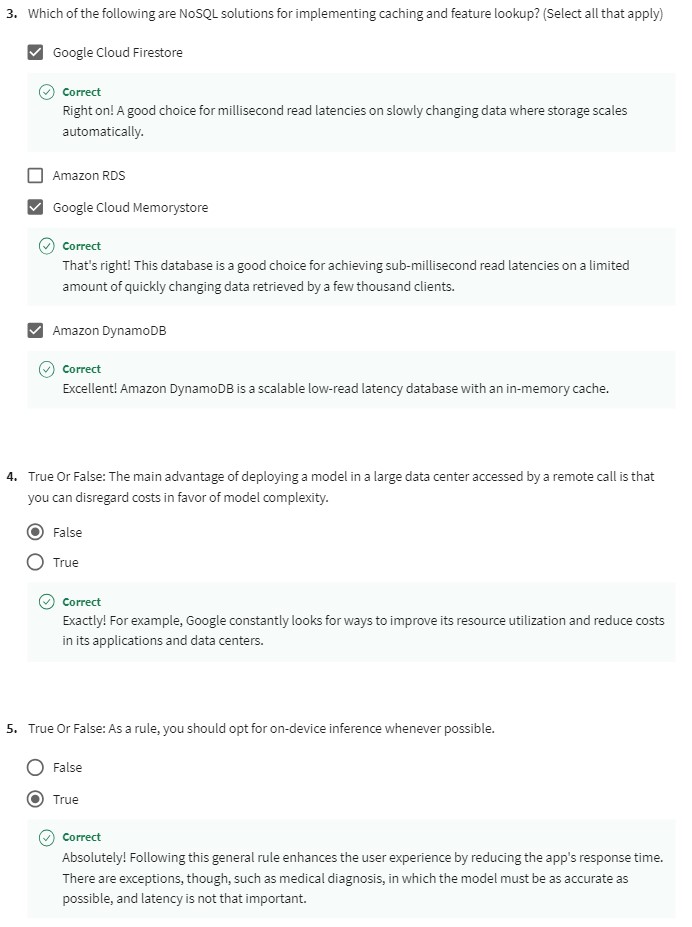 3. Which of the following are NoSQL solutions for implementing caching and feature lookup? (Select all that apply)
Google Cloud Firestore
Correct
Right on! A good choice for millisecond read latencies on slowly changing data where storage scales
automatically.
Amazon RDS
Google Cloud Memorystore
Correct
That's right! This database is a good choice for achieving sub-millisecond read latencies on a limited
amount of quickly changing data retrieved by a few thousand clients.
Amazon DynamoDB
Correct
Excellent! Amazon DynamoDB is a scalable low-read latency database with an in-memory cache.
4. True Or False: The main advantage of deploying a model in a large data center accessed by a remote call is that
you can disregard costs in favor of model complexity.
False
True
Correct
Exactly! For example, Google constantly looks for ways to improve its resource utilization and reduce costs
in its applications and data centers.
5. True Or False: As a rule, you should opt for on-device inference whenever possible.
False
True
Correct
Absolutely! Following this general rule enhances the user experience by reducing the app's response time.
There are exceptions, though, such as medical diagnosis, in which the model must be as accurate as
possible, and latency is not that important.